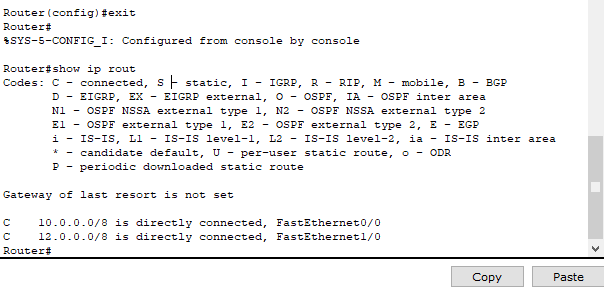 Router(config)#exit
Router#
%SYS-5-CONFIG_I: Configured from console by console
Router#show ip rout
Codes: C - connected, S - static, I - IGRP, R - RIP, M - mobile, B - BGP
D - EIGRP, EX - EIGRP external, O - OSPF, IA - OSPF inter area
N1 - OSPF NSSA external type 1, N2 - OSPF NSSA external type 2
E1 - OSPF external type 1, E2 - OSPF external type 2, E - EGP
i - IS-IS, L1 - IS-IS level-1, L2 - IS-IS level-2, ia - IS-IS inter area
* - candidate default, U - per-user static route, o - ODR
P - periodic downloaded static route
Gateway of last resort is not set
C 10.0.0.0/8 is directly connected, FastEthernet0/0
C 12.0.0.0/8 is directly connected, FastEthernet1/0
Router#
Copy Paste